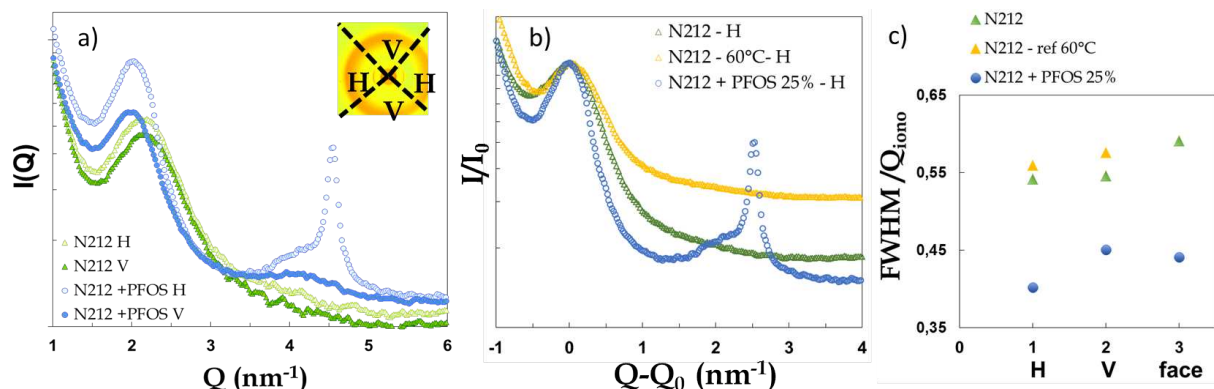 a)
I(Q)
V
H
H
V
N212 H
N212 V
N212 +PFOS H
N212 +PFOS V
1
2
3
4
5
6
Q (nm⁻¹)
b)
I/I₀
N212 - H
N212 - 60°C- H
N212 + PFOS 25% - H
-1
0
1
2
3
4
Q-Q₀ (nm⁻¹)
c)
N212
N212 - ref 60°C
N212 + PFOS 25%
FWHM /Qiono
0,65
0,55
0,45
0,35
0
1
2
3
H
V
face